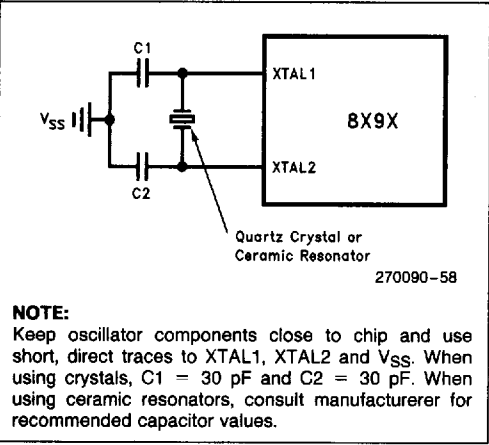 C1
XTAL1
VSS
8X9X
XTAL2
C2
Quartz Crystal or
Ceramic Resonator
270090-58
NOTE:
Keep oscillator components close to chip and use
short, direct traces to XTAL1, XTAL2 and VSS. When
using crystals, C1 = 30 pF and C2 = 30 pF. When
using ceramic resonators, consult manufacturerer for
recommended capacitor values.